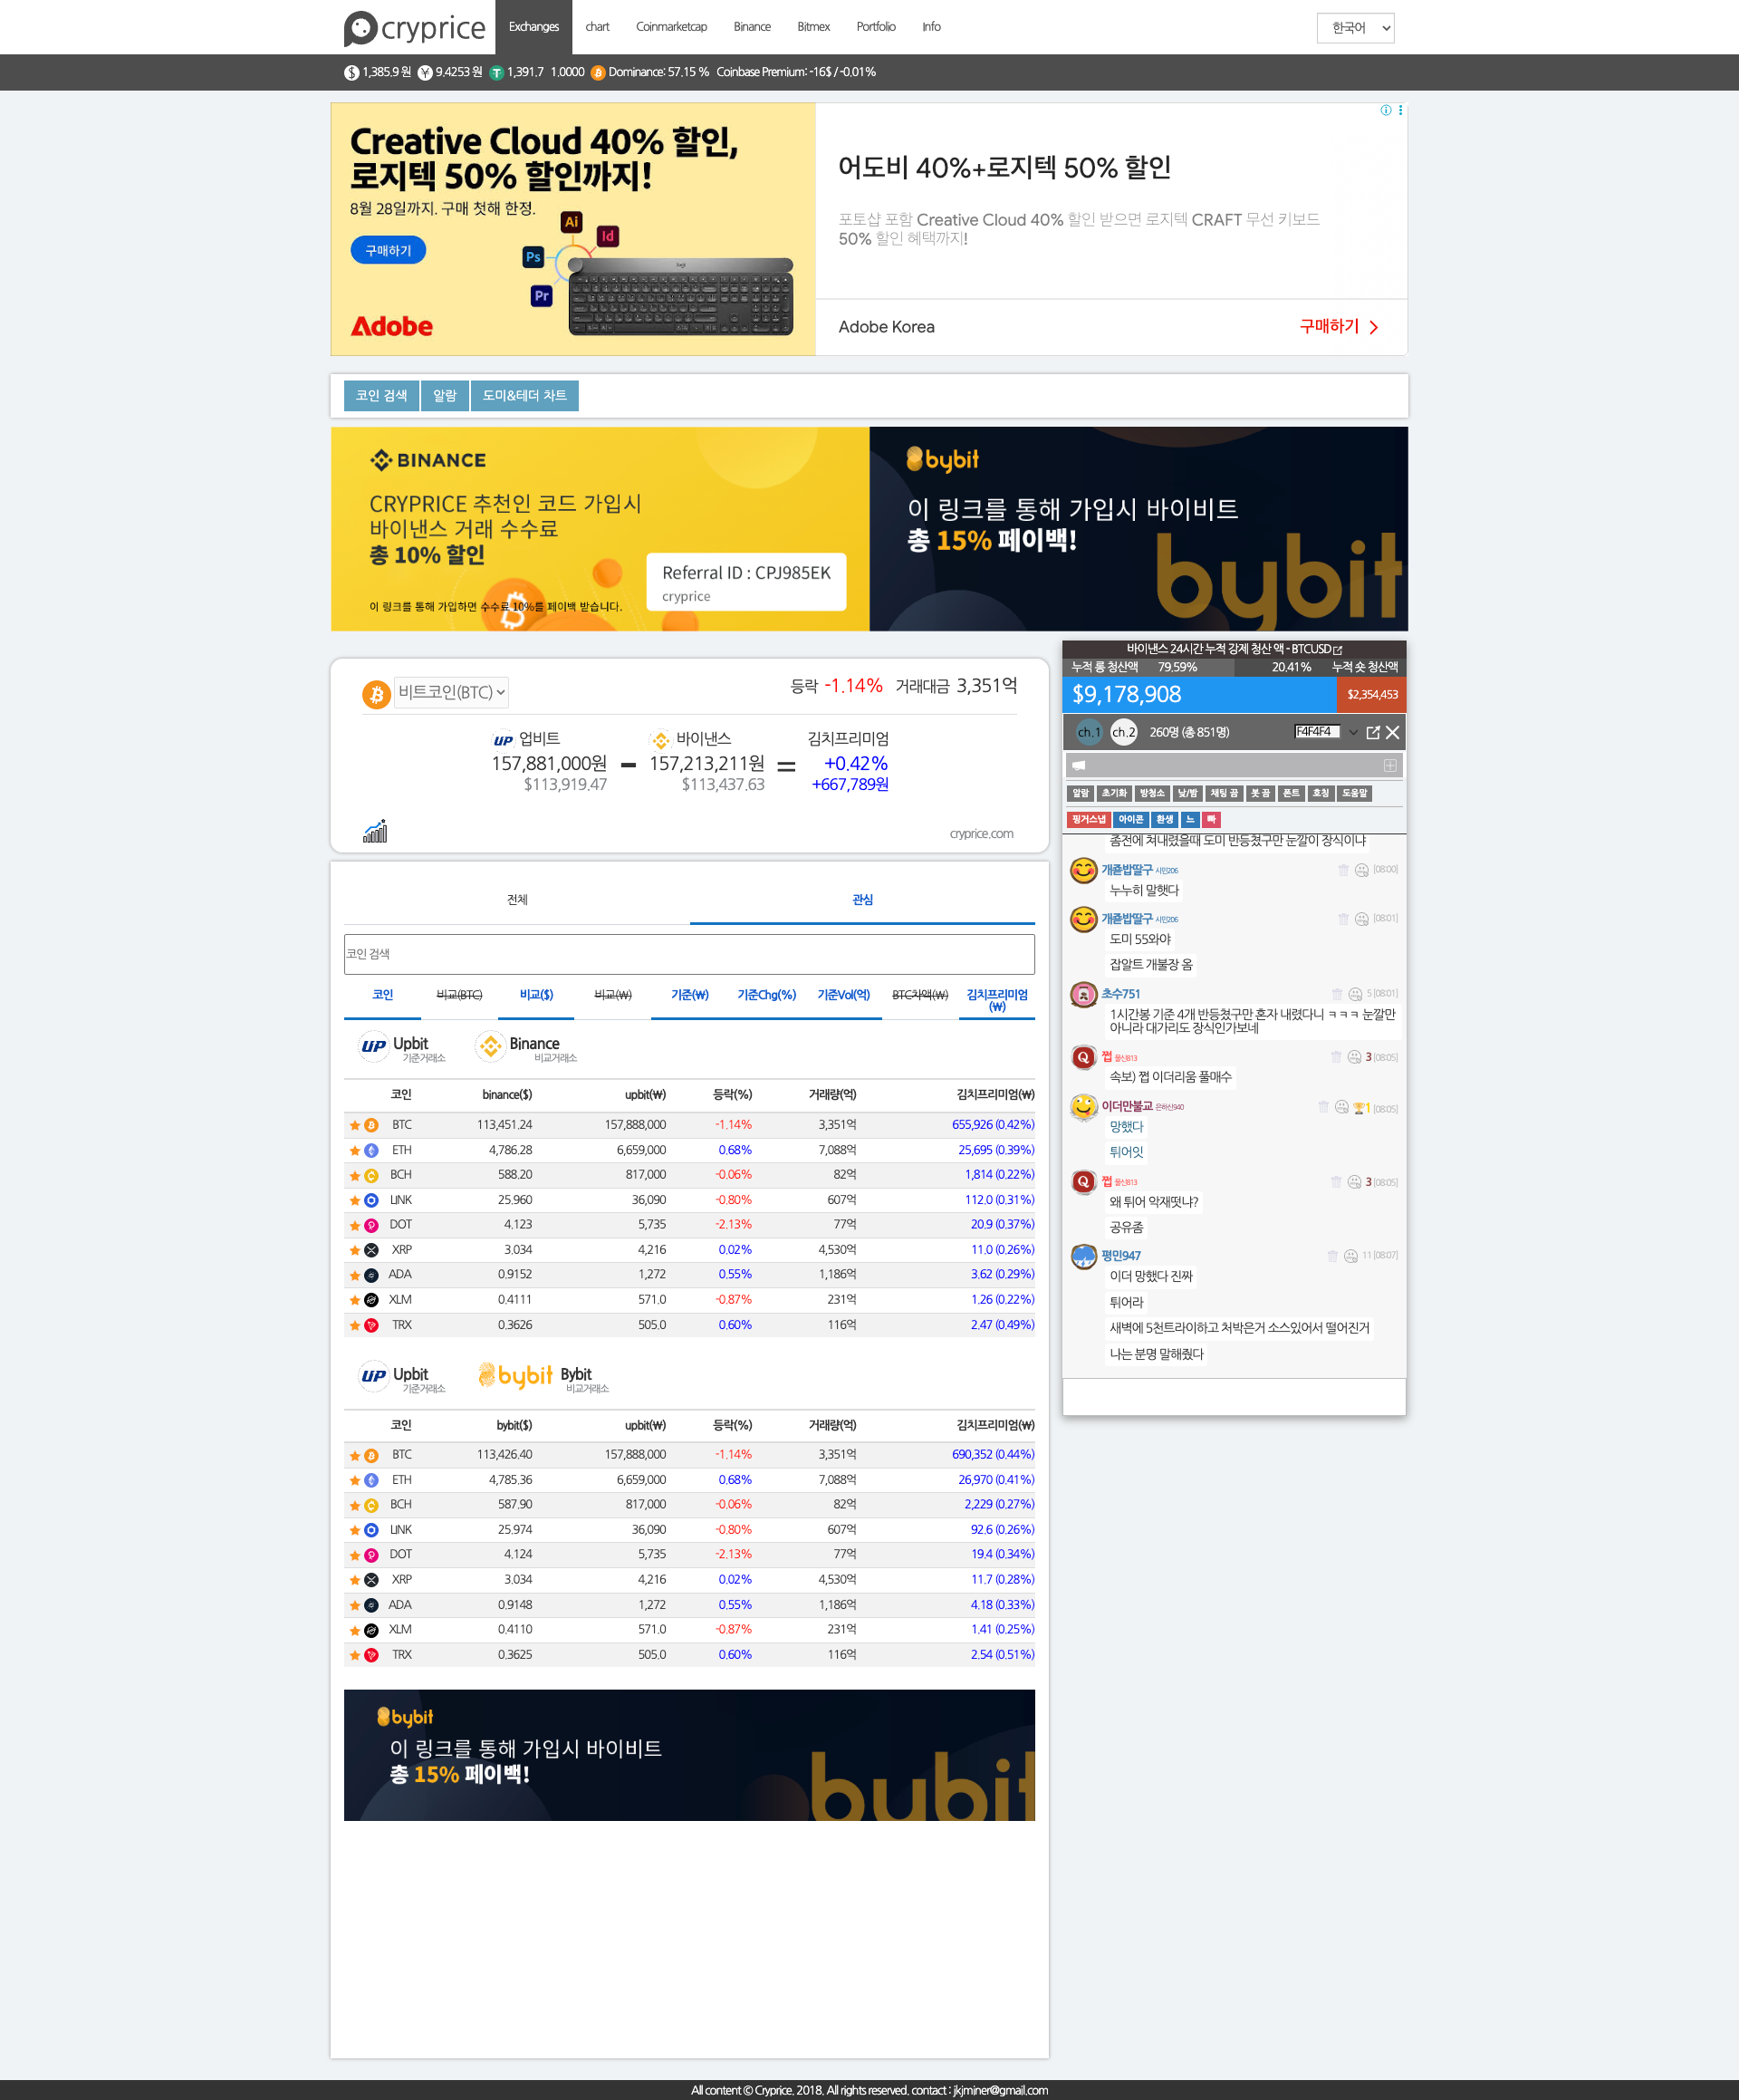 cryprice
Exchanges chart Coinmarketcap Binance Bitmex Portfolio Info
한국어
1,385.9 원 9.4253 원 1,391.7 1.0000 Dominance: 57.15 % Coinbase Premium: -16$ / -0.01%
Creative Cloud 40% 할인,
로지텍 50% 할인까지!
8월 28일까지. 구매 첫해 한정.
구매하기
Ai
Id
Ps
Pr
Adobe
어도비 40%+로지텍 50% 할인
포토샵 포함 Creative Cloud 40% 할인 받으면 로지텍 CRAFT 무선 키보드
50% 할인 혜택까지!
Adobe Korea
구매하기
코인 검색 알람 도미&테더 차트
BINANCE
CRYPRICE 추천인 코드 가입시
바이낸스 거래 수수료
총 10% 할인
Referral ID : CPJ985EK
cryprice
이 링크를 통해 가입하면 수수료 10%를 페이백 받습니다.
bybit
이 링크를 통해 가입시 바이비트
총 15% 페이백!
bybit
비트코인(BTC)
등락 -1.14% 거래대금 3,351억
UP 업비트 바이낸스 김치프리미엄
157,881,000원 - 157,213,211원 = +0.42%
$113,919.47 $113,437.63 +667,789원
cryprice.com
전체 관심
코인 검색
코인 비교(BTC) 비교($) 비교(₩) 기준(₩) 기준Chg(%) 기준Vol(억) BTC차액(₩) 김치프리미엄
(₩)
UP Upbit Binance
기준거래소 비교거래소
코인 binance($) upbit(₩) 등락(%) 거래량(억) 김치프리미엄(₩)
BTC 113,451.24 157,888,000 -1.14% 3,351억 655,926 (0.42%)
ETH 4,786.28 6,659,000 0.68% 7,088억 25,695 (0.39%)
BCH 588.20 817,000 -0.06% 82억 1,814 (0.22%)
LINK 25.960 36,090 -0.80% 607억 112.0 (0.31%)
DOT 4.123 5,735 -2.13% 77억 20.9 (0.37%)
XRP 3.034 4,216 0.02% 4,530억 11.0 (0.26%)
ADA 0.9152 1,272 0.55% 1,186억 3.62 (0.29%)
XLM 0.4111 571.0 -0.87% 231억 1.26 (0.22%)
TRX 0.3626 505.0 0.60% 116억 2.47 (0.49%)
UP Upbit bybit Bybit
기준거래소 비교거래소
코인 bybit($) upbit(₩) 등락(%) 거래량(억) 김치프리미엄(₩)
BTC 113,426.40 157,888,000 -1.14% 3,351억 690,352 (0.44%)
ETH 4,785.36 6,659,000 0.68% 7,088억 26,970 (0.41%)
BCH 587.90 817,000 -0.06% 82억 2,229 (0.27%)
LINK 25.974 36,090 -0.80% 607억 92.6 (0.26%)
DOT 4.124 5,735 -2.13% 77억 19.4 (0.34%)
XRP 3.034 4,216 0.02% 4,530억 11.7 (0.28%)
ADA 0.9148 1,272 0.55% 1,186억 4.18 (0.33%)
XLM 0.4110 571.0 -0.87% 231억 1.41 (0.25%)
TRX 0.3625 505.0 0.60% 116억 2.54 (0.51%)
bybit
이 링크를 통해 가입시 바이비트
총 15% 페이백!
bybit
바이낸스 24시간 누적 강제 청산 액 - BTCUSD
누적 롱 청산액 79.59% 20.41% 누적 숏 청산액
$9,178,908 $2,354,453
ch.1 ch.2 260명 (총 851명) F4F4F4
알람 초기화 방청소 낮/밤 채팅 끔 봇 끔 폰트 호칭 도움말
핑거스냅 아이콘 환생 느 빡
좀전에 쳐내렸을때 도미 반등쳤구만 눈깔이 장식이냐
개죧밥딸구 시민206 [08:00]
누누히 말햇다
개죧밥딸구 시민206 [08:01]
도미 55와야
잡알트 개불장 옴
초수751 5 [08:01]
1시간봉 기준 4개 반등쳤구만 혼자 내렸다니 ㅋㅋㅋ 눈깔만
아니라 대가리도 장식인가보네
쩝 불신813 3 [08:05]
속보) 쩝 이더리움 풀매수
이더만불교 은하신940 1 [08:05]
망했다
튀어잇
쩝 불신813 3 [08:05]
왜 튀어 악재떳냐?
공유좀
평민947 11 [08:07]
이더 망했다 진짜
튀어라
새벽에 5천트라이하고 처박은거 소스있어서 떨어진거
나는 분명 말해줬다
All content © Cryprice. 2018. All rights reserved. contact : jkjminer@gmail.com